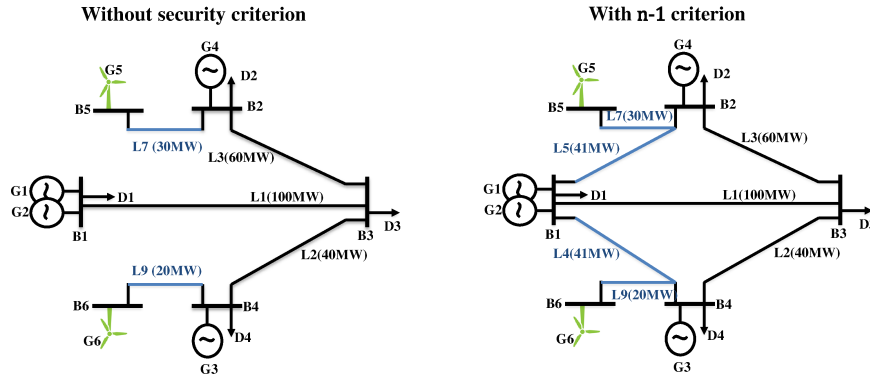 Without security criterion
G4
G5
D2
B5
B2
L7 (30MW)
L3(60MW)
G1
D1
L1(100MW)
G2
D3
B1
B3
L2(40MW)
L9 (20MW)
B6
B4
G6
D4
G3
With n-1 criterion
G4
G5
D2
B5
L7(30MW)
B2
L5(41MW)
L3(60MW)
G1
D1
L1(100MW)
G2
B1
B3
L4(41MW)
L2(40MW)
B6
L9(20MW)
B4
G6
D4
G3